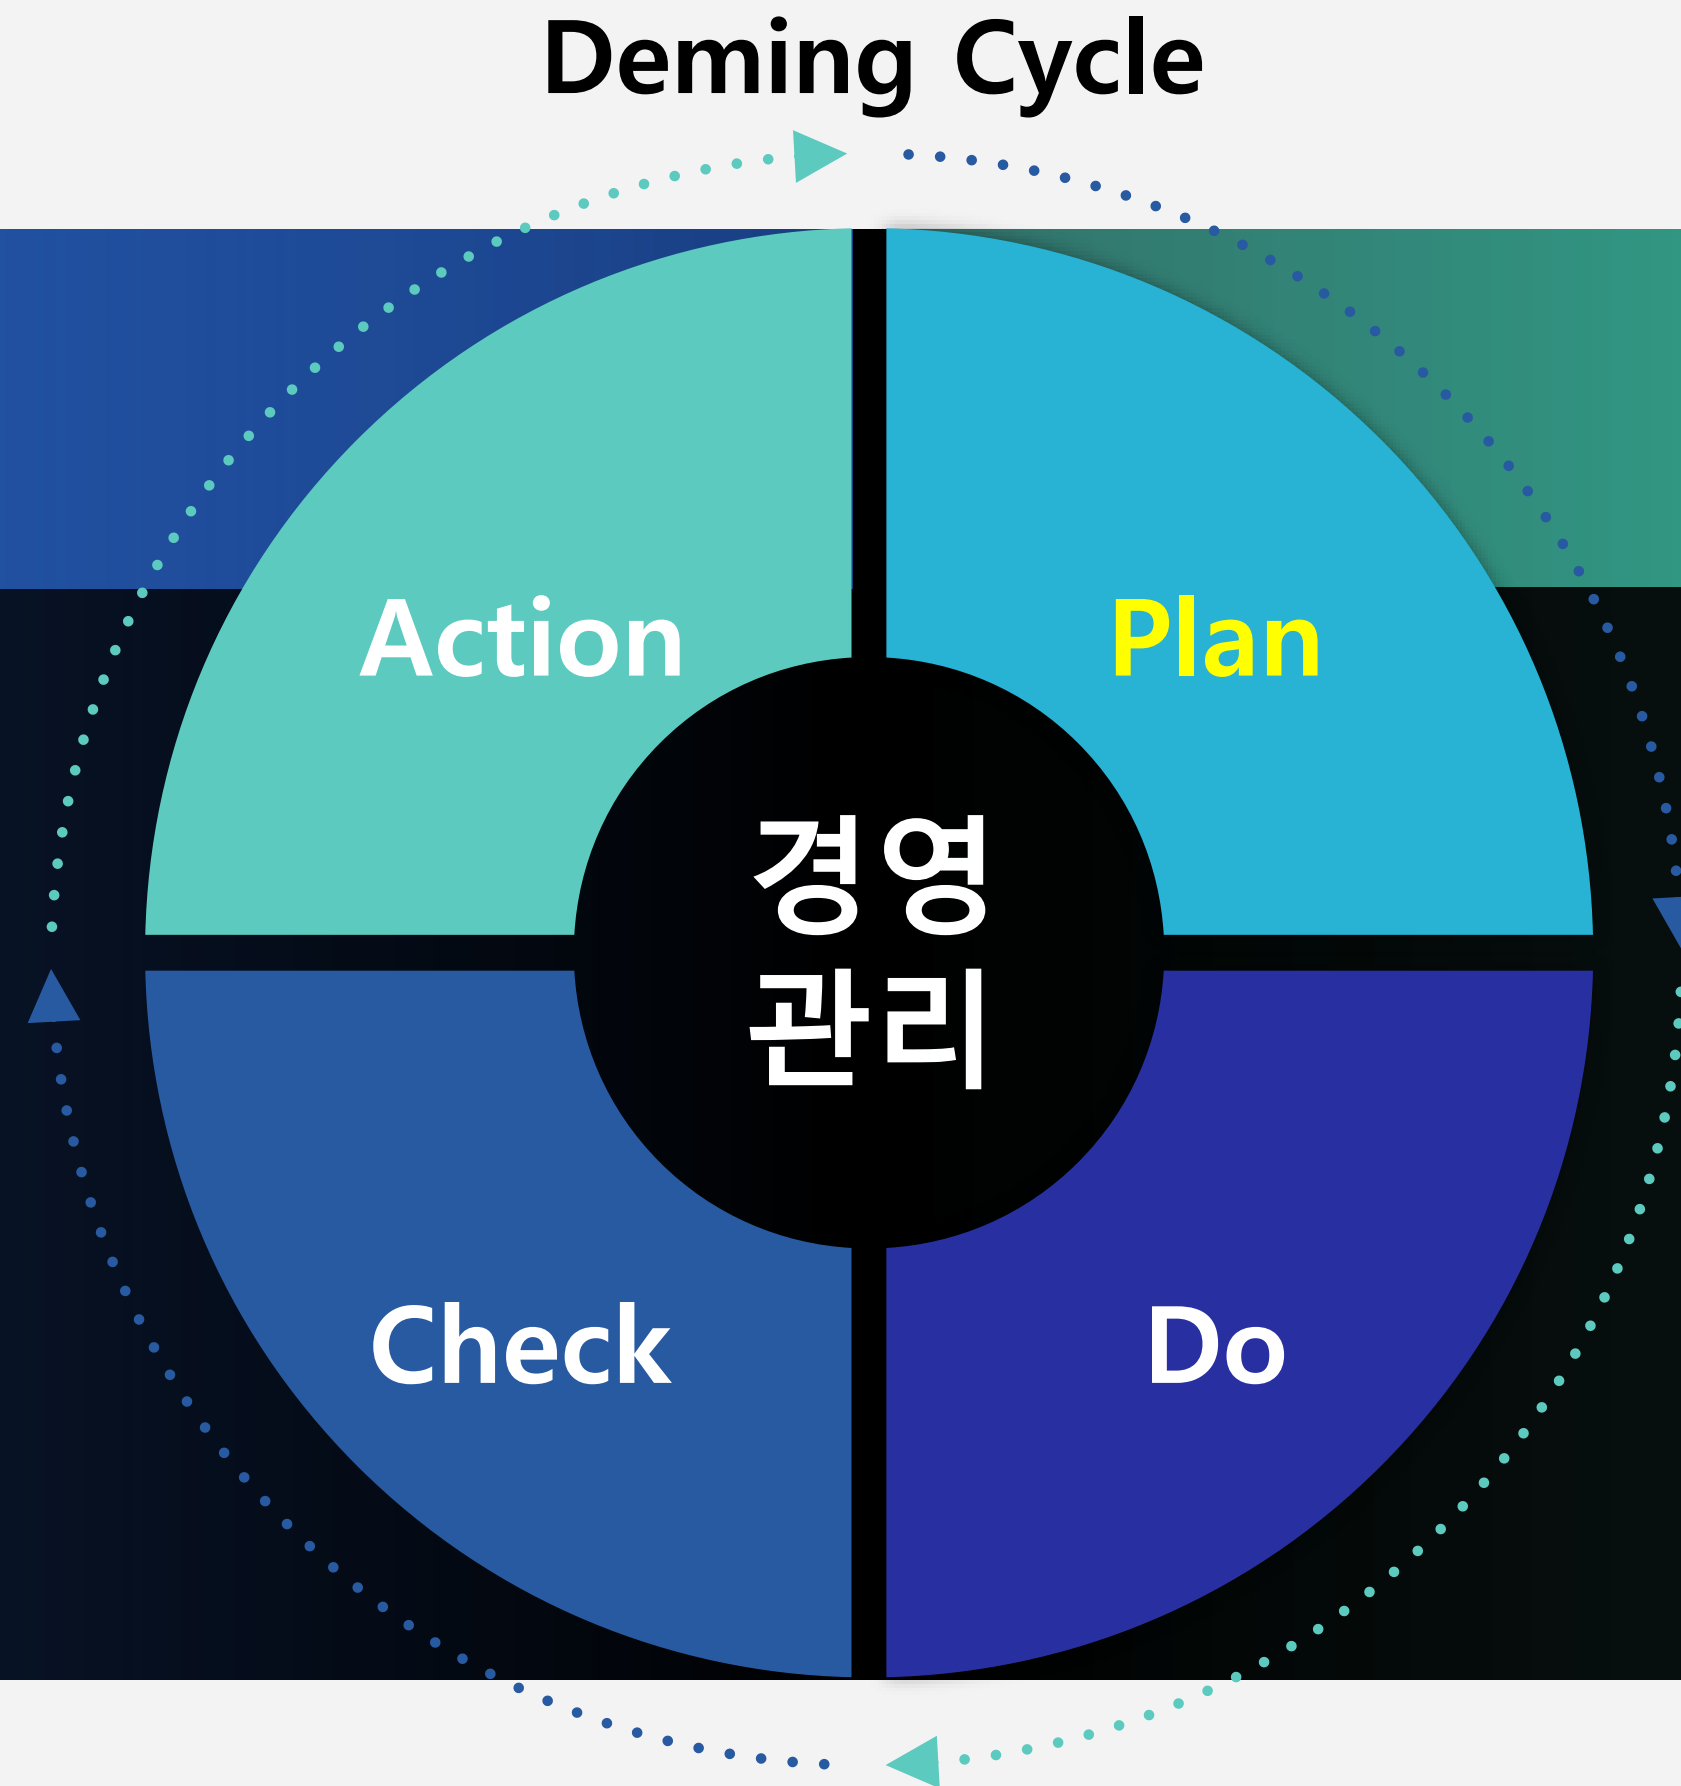 Deming Cycle
Action
Plan
경영
관리
Check
Do